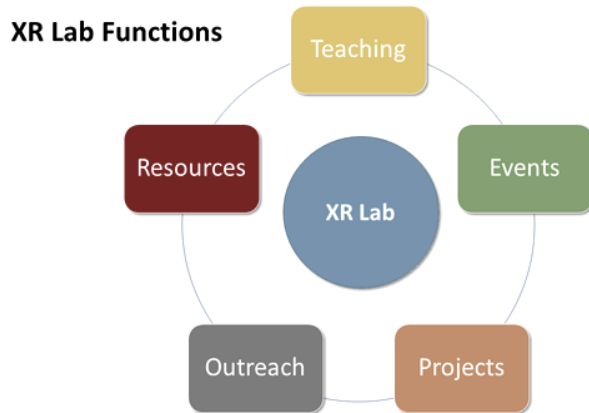 XR Lab Functions
Teaching
Resources
Events
XR Lab
Outreach
Projects